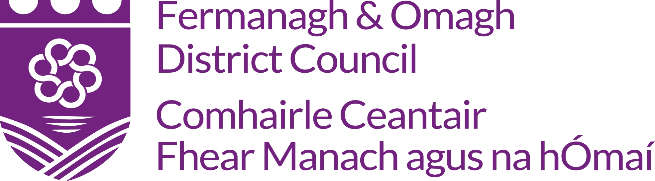 Fermanagh & Omagh
District Council
Comhairle Ceantair
Fhear Manach agus na hÓmaí